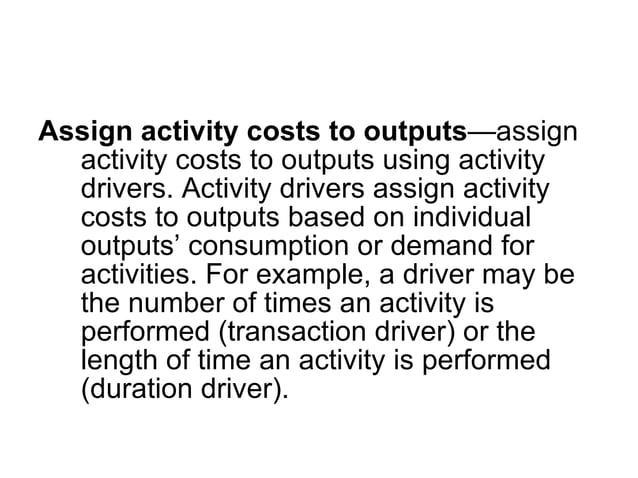 Assign activity costs to outputs—assign
activity costs to outputs using activity
drivers. Activity drivers assign activity
costs to outputs based on individual
outputs’ consumption or demand for
activities. For example, a driver may be
the number of times an activity is
performed (transaction driver) or the
length of time an activity is performed
(duration driver).